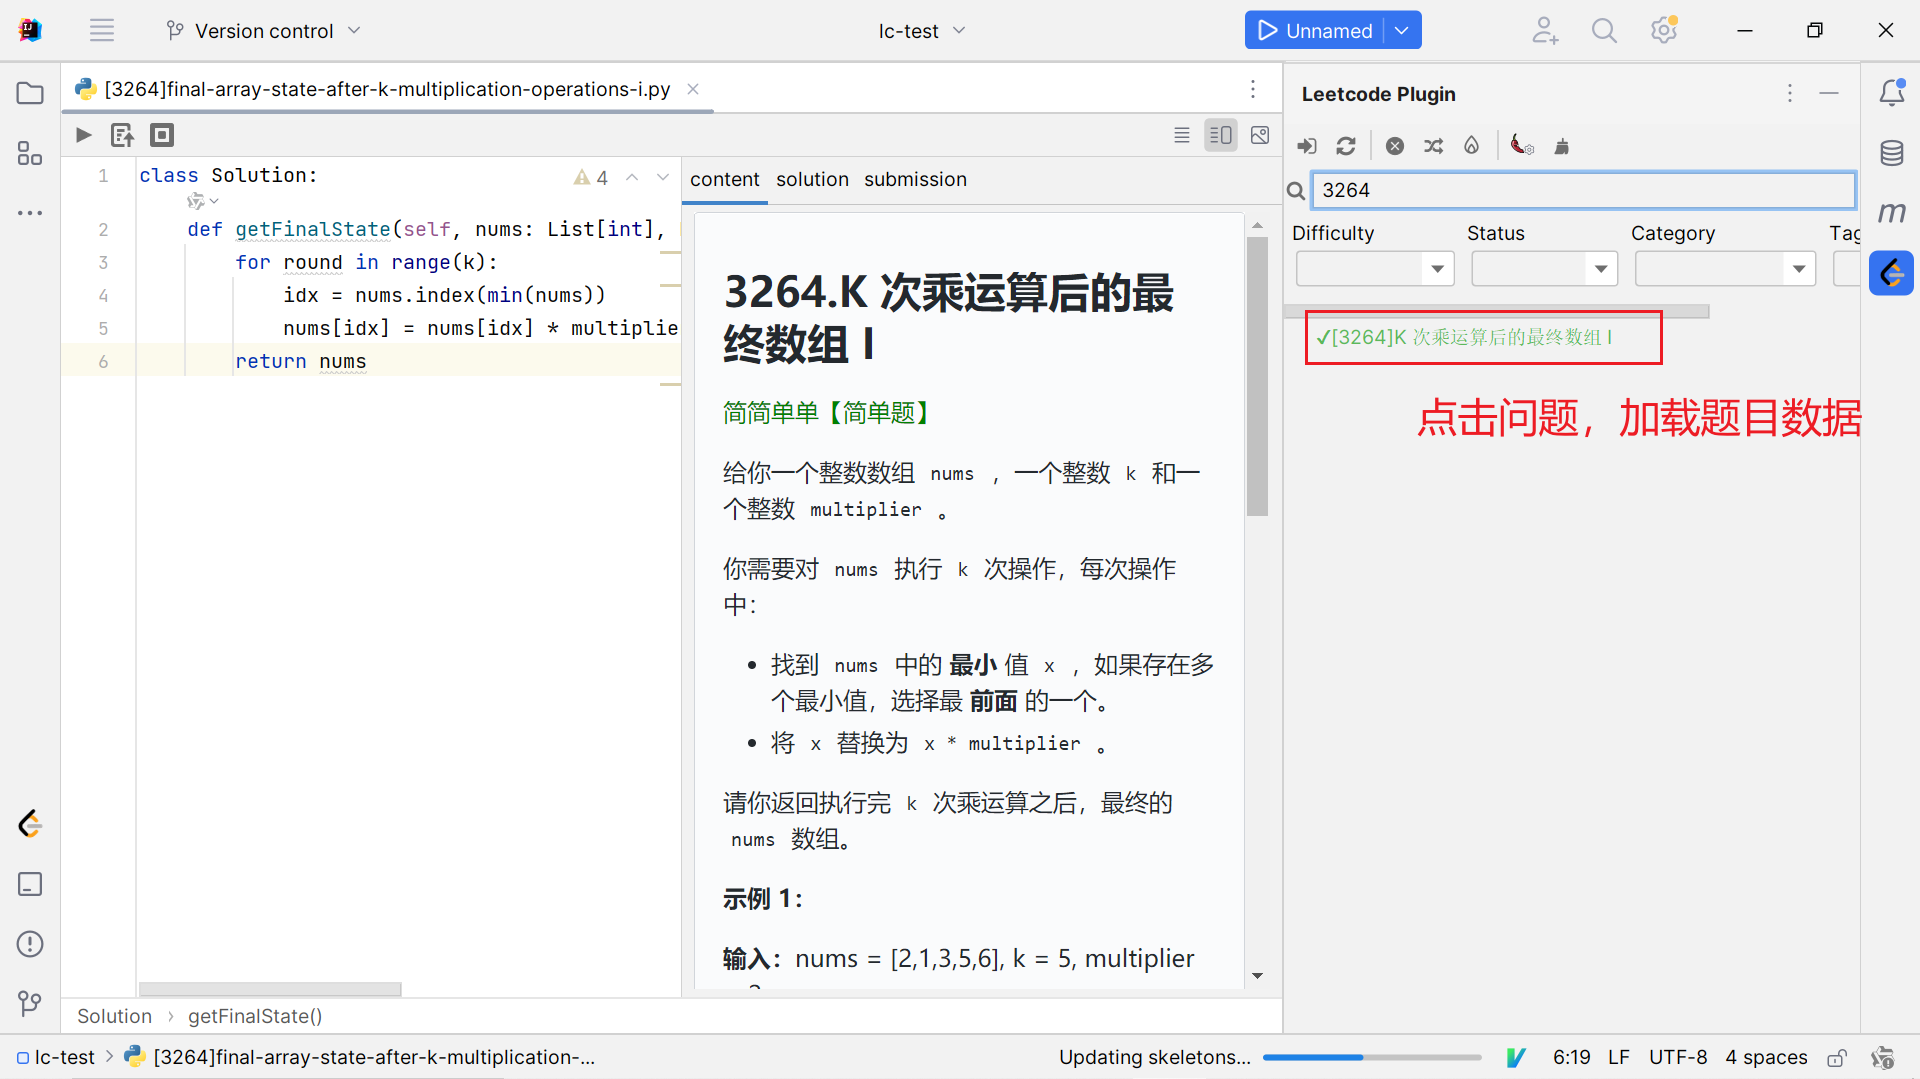 Version control
lc-test
Unnamed
[3264]final-array-state-after-k-multiplication-operations-i.py
1 class Solution:
4
2 def getFinalState(self, nums: List[int],
3 for round in range(k):
4 idx = nums.index(min(nums))
5 nums[idx] = nums[idx] * multiplie
6 return nums
content solution submission
3264.K 次乘运算后的最
终数组 I
简简单单【简单题】
给你一个整数数组 nums ，一个整数 k 和一
个整数 multiplier 。
你需要对 nums 执行 k 次操作，每次操作
中：
• 找到 nums 中的 最小 值 x ，如果存在多
个最小值，选择最 前面 的一个。
• 将 x 替换为 x * multiplier 。
请你返回执行完 k 次乘运算之后，最终的
nums 数组。
示例 1：
输入：nums = [2,1,3,5,6], k = 5, multiplier
Leetcode Plugin
3264
Difficulty Status Category Tag
✓[3264]K 次乘运算后的最终数组 I
点击问题，加载题目数据
m
Solution › getFinalState()
lc-test > [3264]final-array-state-after-k-multiplication-...
Updating skeletons... 6:19 LF UTF-8 4 spaces